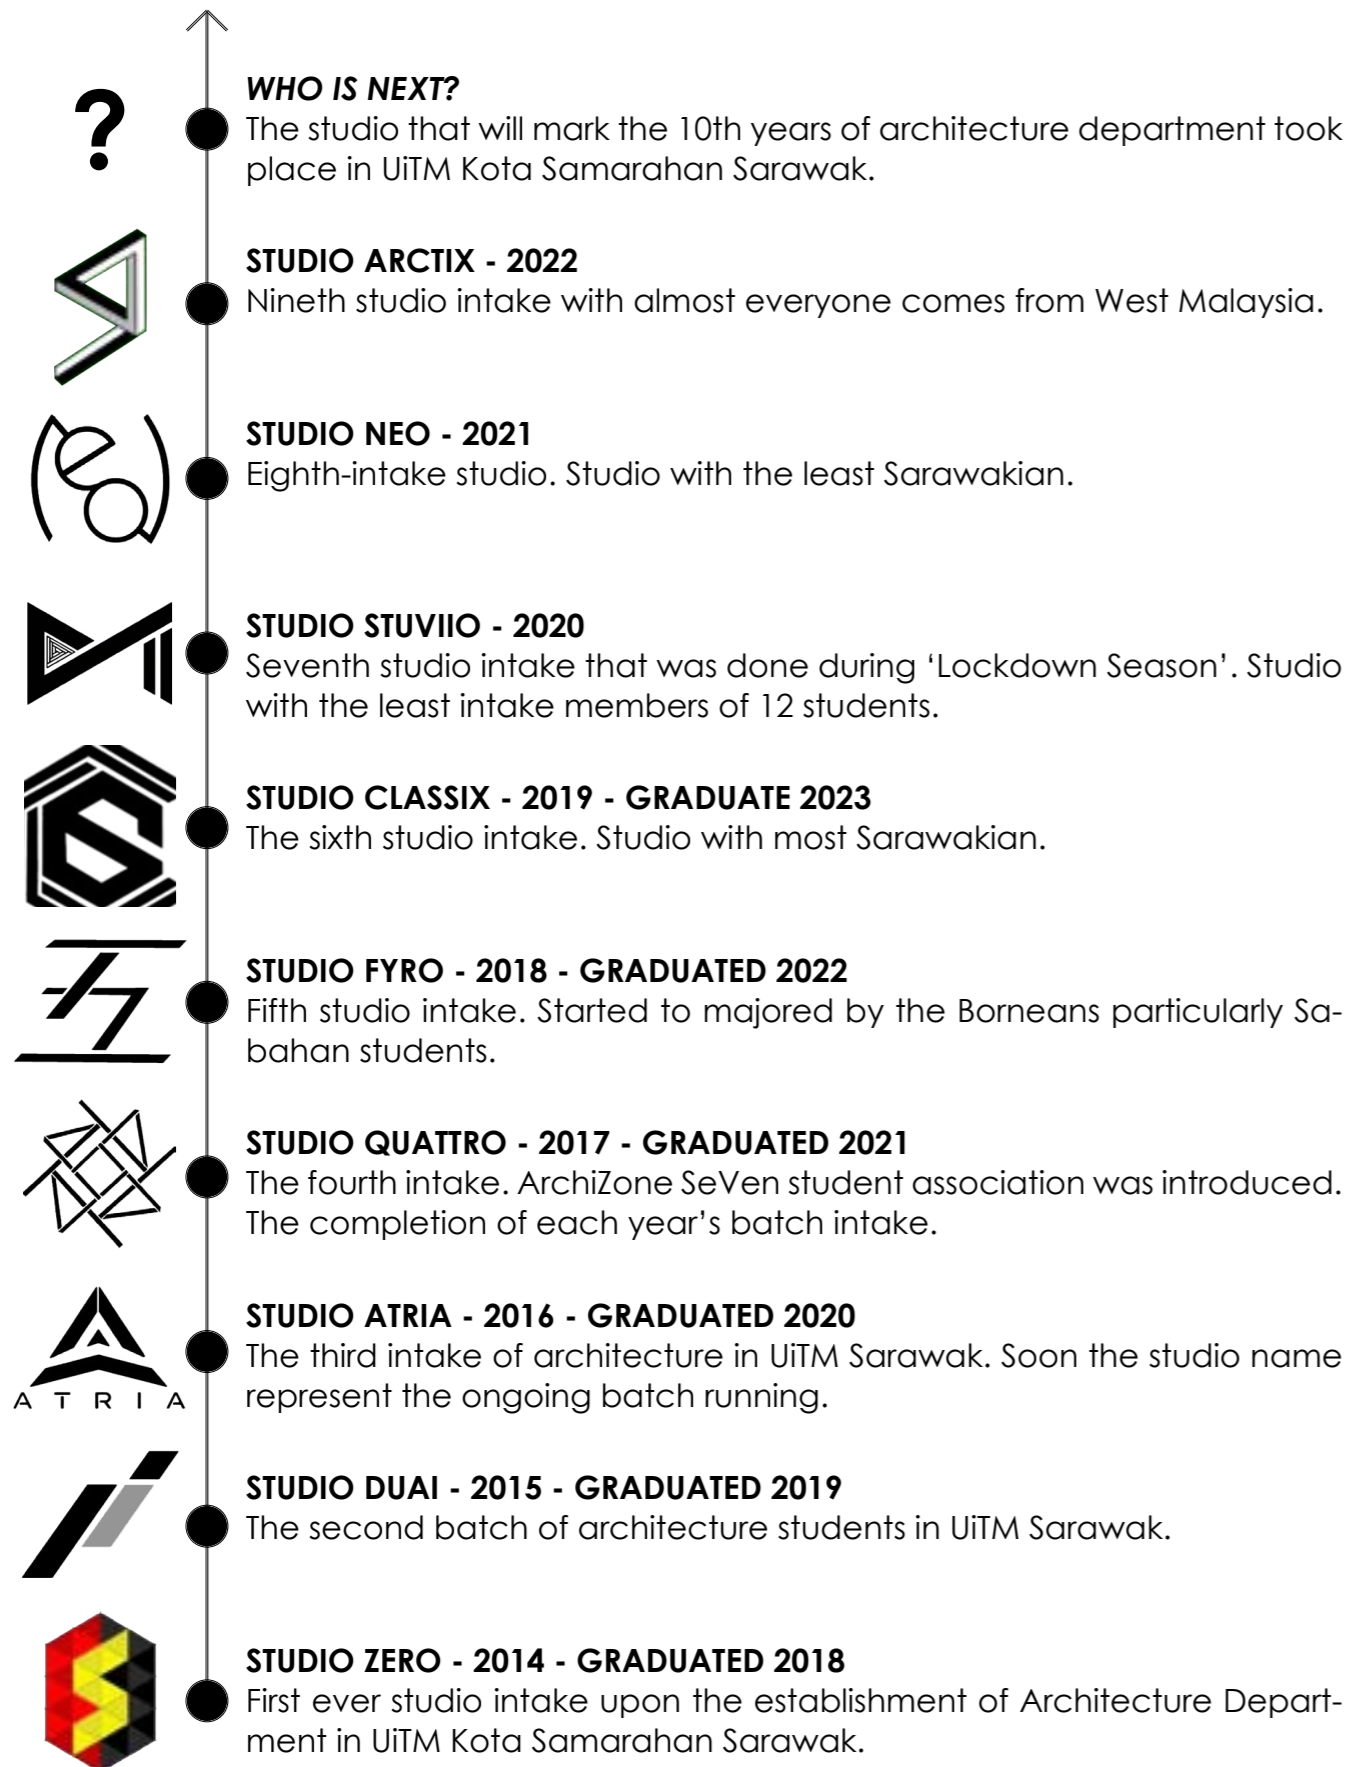 ?
WHO IS NEXT?
The studio that will mark the 10th years of architecture department took
place in UiTM Kota Samarahan Sarawak.
STUDIO ARCTIX - 2022
Nineth studio intake with almost everyone comes from West Malaysia.
STUDIO NEO - 2021
Eighth-intake studio. Studio with the least Sarawakian.
STUDIO STUVIIO - 2020
Seventh studio intake that was done during ‘Lockdown Season’. Studio
with the least intake members of 12 students.
STUDIO CLASSIX - 2019 - GRADUATE 2023
The sixth studio intake. Studio with most Sarawakian.
STUDIO FYRO - 2018 - GRADUATED 2022
Fifth studio intake. Started to majored by the Borneans particularly Sa-
bahan students.
STUDIO QUATTRO - 2017 - GRADUATED 2021
The fourth intake. ArchiZone SeVen student association was introduced.
The completion of each year’s batch intake.
STUDIO ATRIA - 2016 - GRADUATED 2020
The third intake of architecture in UiTM Sarawak. Soon the studio name
represent the ongoing batch running.
ATRIA
STUDIO DUAI - 2015 - GRADUATED 2019
The second batch of architecture students in UiTM Sarawak.
STUDIO ZERO - 2014 - GRADUATED 2018
First ever studio intake upon the establishment of Architecture Depart-
ment in UiTM Kota Samarahan Sarawak.